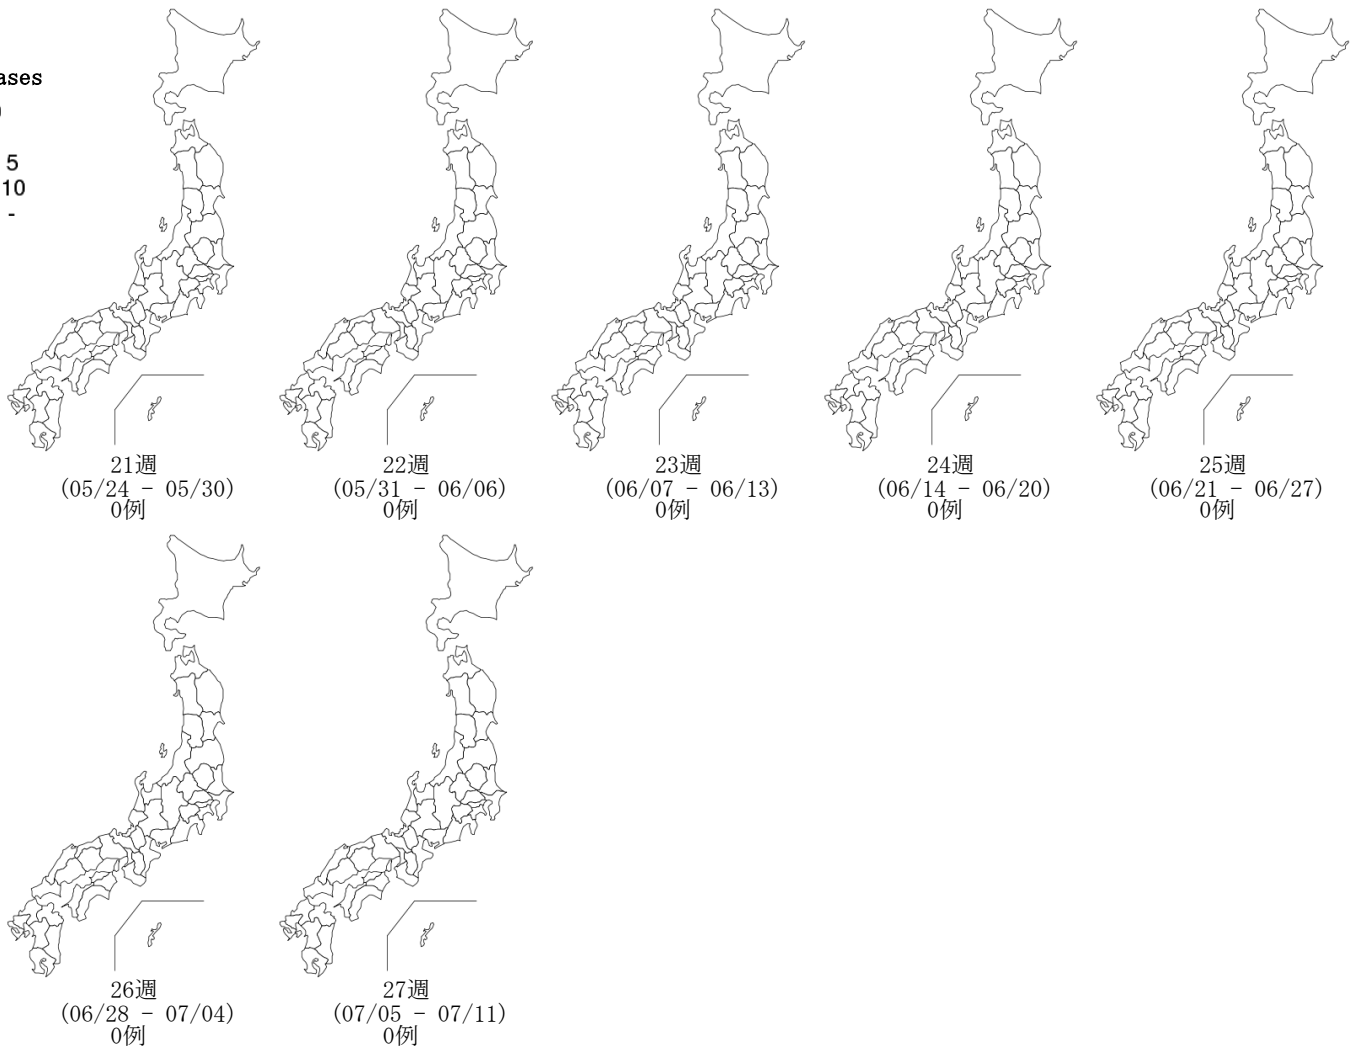 ases
5
10
-
21週
(05/24 - 05/30)
0例
22週
(05/31 - 06/06)
0例
23週
(06/07 - 06/13)
0例
24週
(06/14 - 06/20)
0例
25週
(06/21 - 06/27)
0例
26週
(06/28 - 07/04)
0例
27週
(07/05 - 07/11)
0例